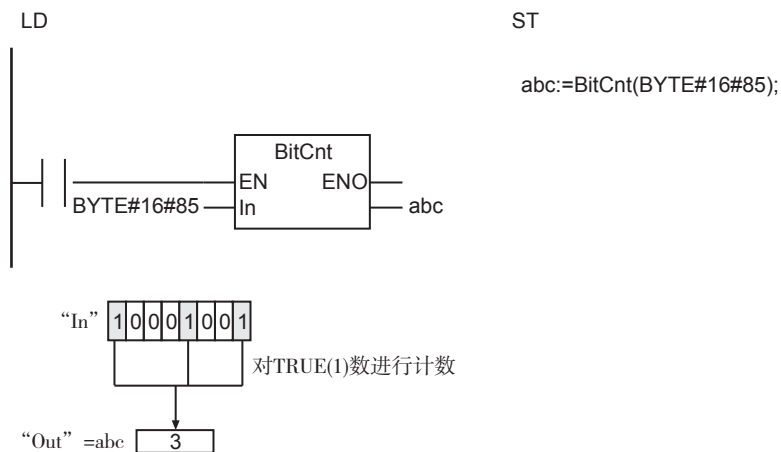 LD
ST
abc:=BitCnt(BYTE#16#85);
BitCnt
EN ENO
BYTE#16#85 In abc
“In” 1 0 0 0 1 0 0 1
对TRUE(1)数进行计数
“Out” =abc 3